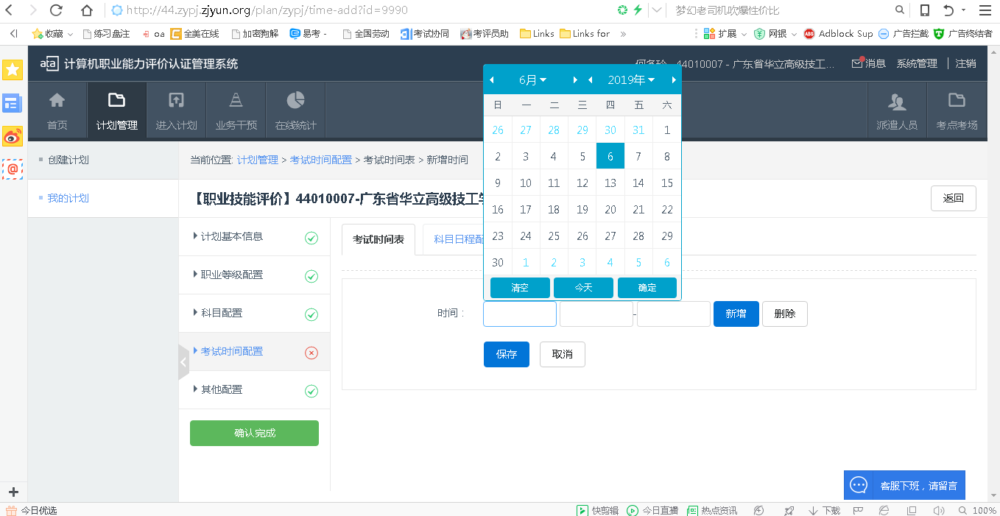 http://44.zypj.zjyun.org/plan/zypj/time-add?id=9990
梦幻老司机吹爆性价比
收藏 练习盘注 oa 全美在线 加密狗解 易考 - 全国劳动 考试协同 考评员助 Links Links for » 扩展 网银 Adblock Sup 广告拦截 广告终结者
ata 计算机职业能力评价认证管理系统
44010007 - 广东省华立高级技工... 消息 系统管理 注销
首页 计划管理 进入计划 业务干预 在线统计 派遣人员 考点考场
创建计划
我的计划
当前位置: 计划管理 > 考试时间配置 > 考试时间表 > 新增时间
【职业技能评价】44010007-广东省华立高级技工
返回
计划基本信息
职业等级配置
科目配置
考试时间配置
其他配置
确认完成
考试时间表 科目日程配
6月 2019年
日 一 二 三 四 五 六
26 27 28 29 30 31 1
2 3 4 5 6 7 8
9 10 11 12 13 14 15
16 17 18 19 20 21 22
23 24 25 26 27 28 29
30 1 2 3 4 5 6
清空 今天 确定
时间 : - 新增 删除
保存 取消
客服下班，请留言
今日优选
快剪辑 今日直播 热点资讯 下载 100%